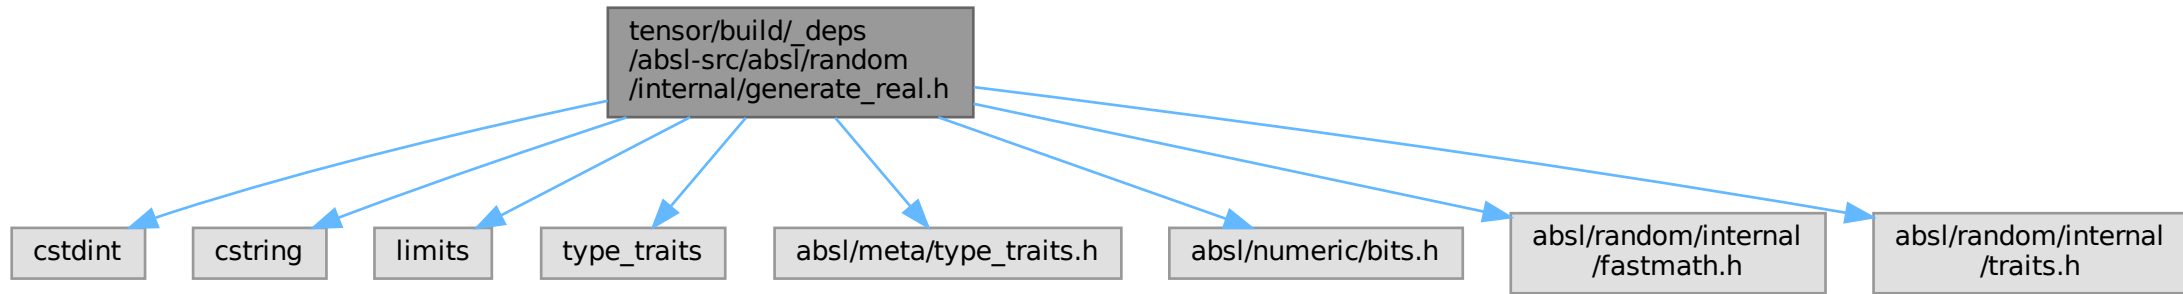 tensor/build/_deps
/absl-src/absl/random
/internal/generate_real.h
cstdint
cstring
limits
type_traits
absl/meta/type_traits.h
absl/numeric/bits.h
absl/random/internal
/fastmath.h
absl/random/internal
/traits.h